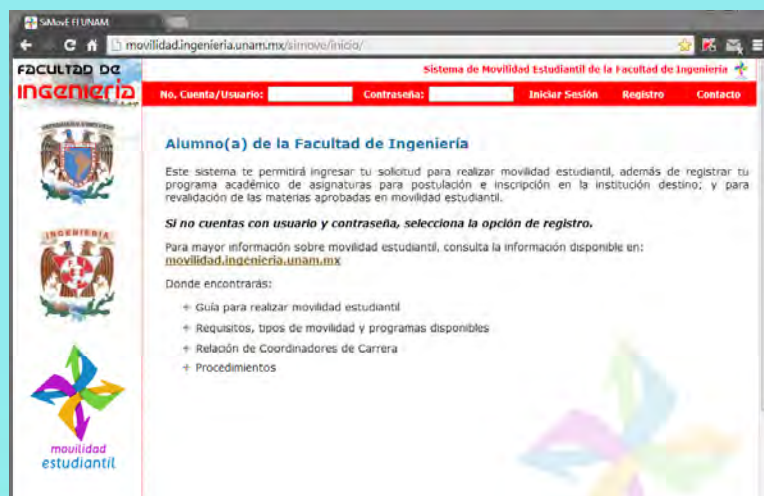 SiMovE FI UNAM
movilidad.ingenieria.unam.mx/simove/inicio/
FACULTAD DE
INGENIERÍA
Sistema de Movilidad Estudiantil de la Facultad de Ingeniería
No. Cuenta/Usuario: Contraseña: Iniciar Sesión Registro Contacto
Alumno(a) de la Facultad de Ingeniería
Este sistema te permitirá ingresar tu solicitud para realizar movilidad estudiantil, además de registrar tu
programa académico de asignaturas para postulación e inscripción en la institución destino; y para
revalidación de las materias aprobadas en movilidad estudiantil.
Si no cuentas con usuario y contraseña, selecciona la opción de registro.
Para mayor información sobre movilidad estudiantil, consulta la información disponible en:
movilidad.ingenieria.unam.mx
Donde encontrarás:
+ Guía para realizar movilidad estudiantil
+ Requisitos, tipos de movilidad y programas disponibles
+ Relación de Coordinadores de Carrera
+ Procedimientos
INGENIERIA
movilidad
estudiantil